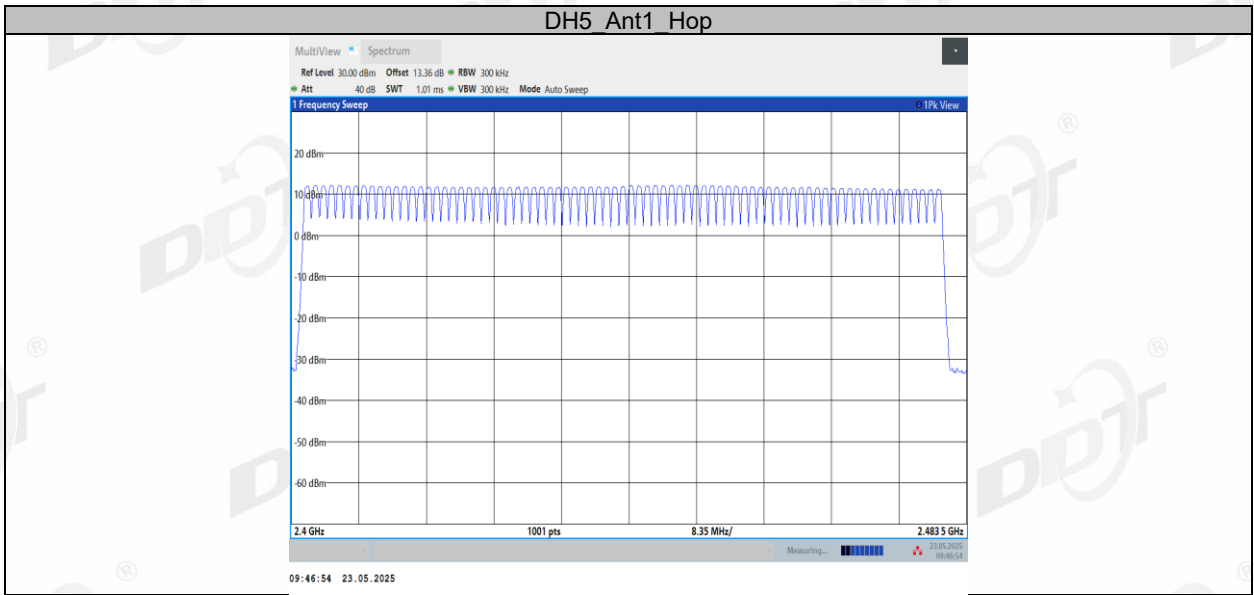 DH5_Ant1_Hop
MultiView Spectrum
Ref Level 30.00 dBm Offset 13.36 dB RBW 300 kHz
Att 40 dB SWT 1.01 ms VBW 300 kHz Mode Auto Sweep
1 Frequency Sweep 1Pk View
20 dBm
10 dBm
0 dBm
-10 dBm
-20 dBm
-30 dBm
-40 dBm
-50 dBm
-60 dBm
2.4 GHz 1001 pts 8.35 MHz/ 2.483 5 GHz
Measuring... 23.05.2025
09:46:54
09:46:54 23.05.2025
DDT
®